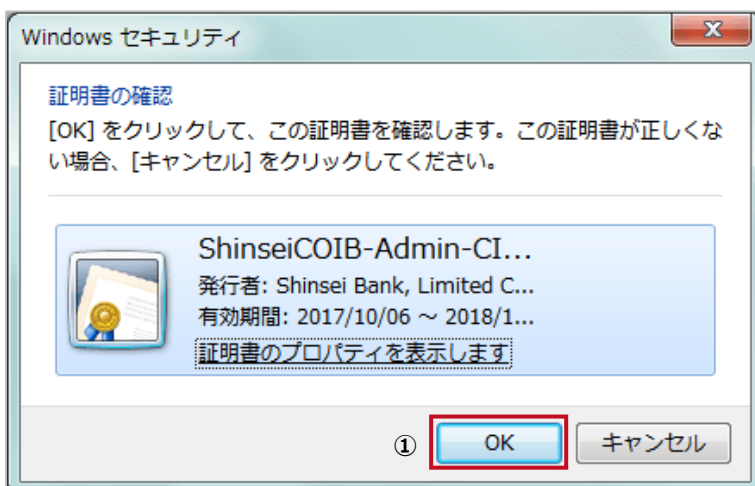 Windows セキュリティ
証明書の確認
[OK] をクリックして、この証明書を確認します。この証明書が正しくな
い場合、[キャンセル] をクリックしてください。
ShinseiCOIB-Admin-CI...
発行者: Shinsei Bank, Limited C...
有効期間: 2017/10/06 ～ 2018/1...
証明書のプロパティを表示します
① OK キャンセル